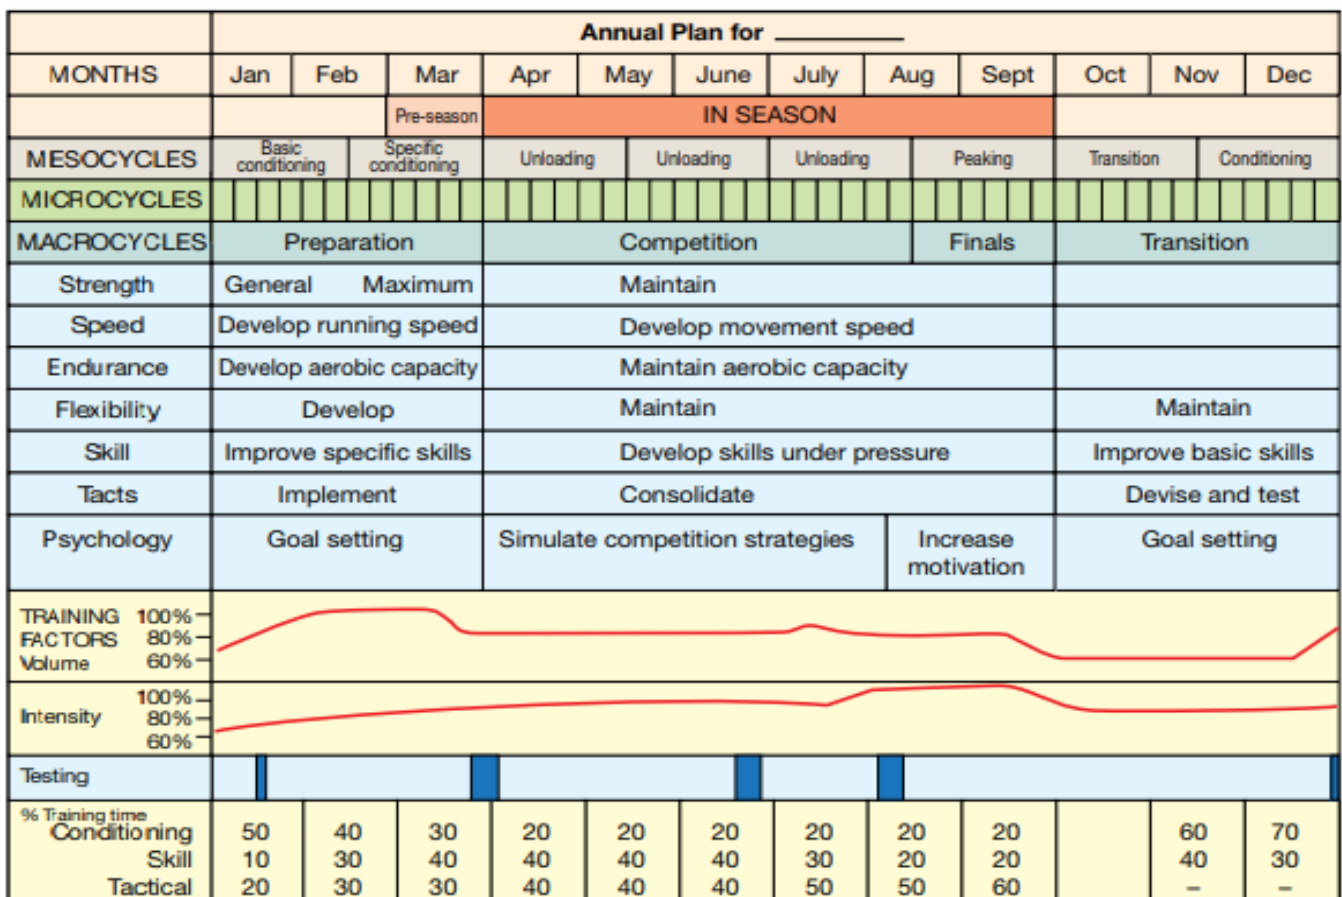 Annual Plan for ________
MONTHS Jan Feb Mar Apr May June July Aug Sept Oct Nov Dec
Pre-season IN SEASON
MESOCYCLES Basic conditioning Specific conditioning Unloading Unloading Unloading Peaking Transition Conditioning
MICROCYCLES
MACROCYCLES Preparation Competition Finals Transition
Strength General Maximum Maintain
Speed Develop running speed Develop movement speed
Endurance Develop aerobic capacity Maintain aerobic capacity
Flexibility Develop Maintain Maintain
Skill Improve specific skills Develop skills under pressure Improve basic skills
Tacts Implement Consolidate Devise and test
Psychology Goal setting Simulate competition strategies Increase motivation Goal setting
TRAINING 100%
FACTORS 80%
Volume 60%
100%
Intensity 80%
60%
Testing
% Training time
Conditioning 50 40 30 20 20 20 20 20 20 60 70
Skill 10 30 40 40 40 40 30 20 20 40 30
Tactical 20 30 30 40 40 40 50 50 60 – –